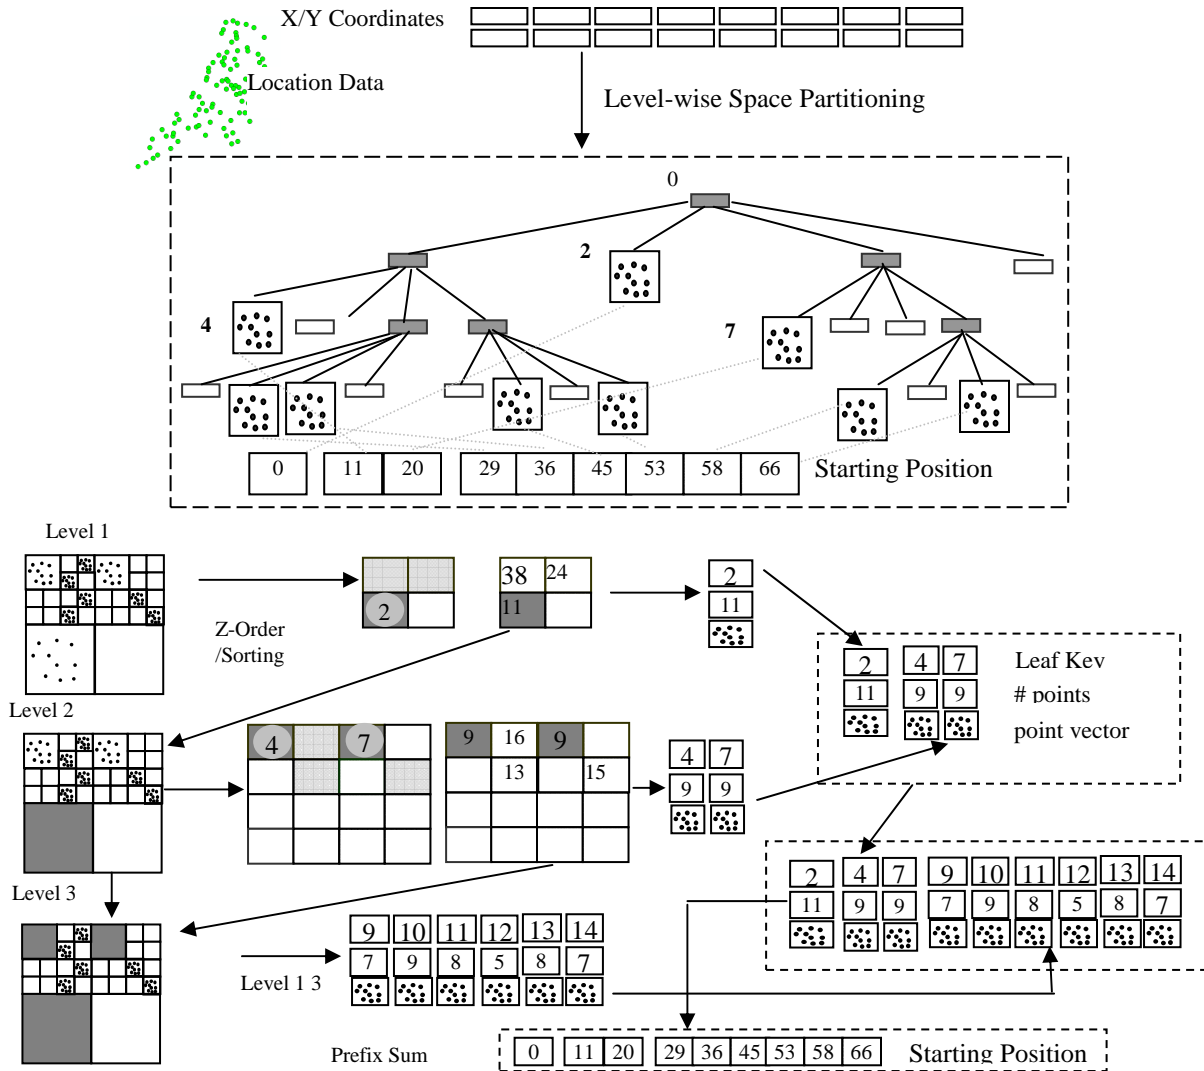 X/Y Coordinates
Location Data
Level-wise Space Partitioning
0
2
4
7
0 11 20 29 36 45 53 58 66 Starting Position
Level 1
38 24
2 11
Z-Order
/Sorting
2
11
2 4 7 Leaf Kev
11 9 9 # points
point vector
Level 2
4 7
9 16 9
13 15
4 7
9 9
Level 3
2 4 7 9 10 11 12 13 14
11 9 9 7 9 8 5 8 7
9 10 11 12 13 14
7 9 8 5 8 7
Level 1 3
Prefix Sum
0 11 20 29 36 45 53 58 66 Starting Position